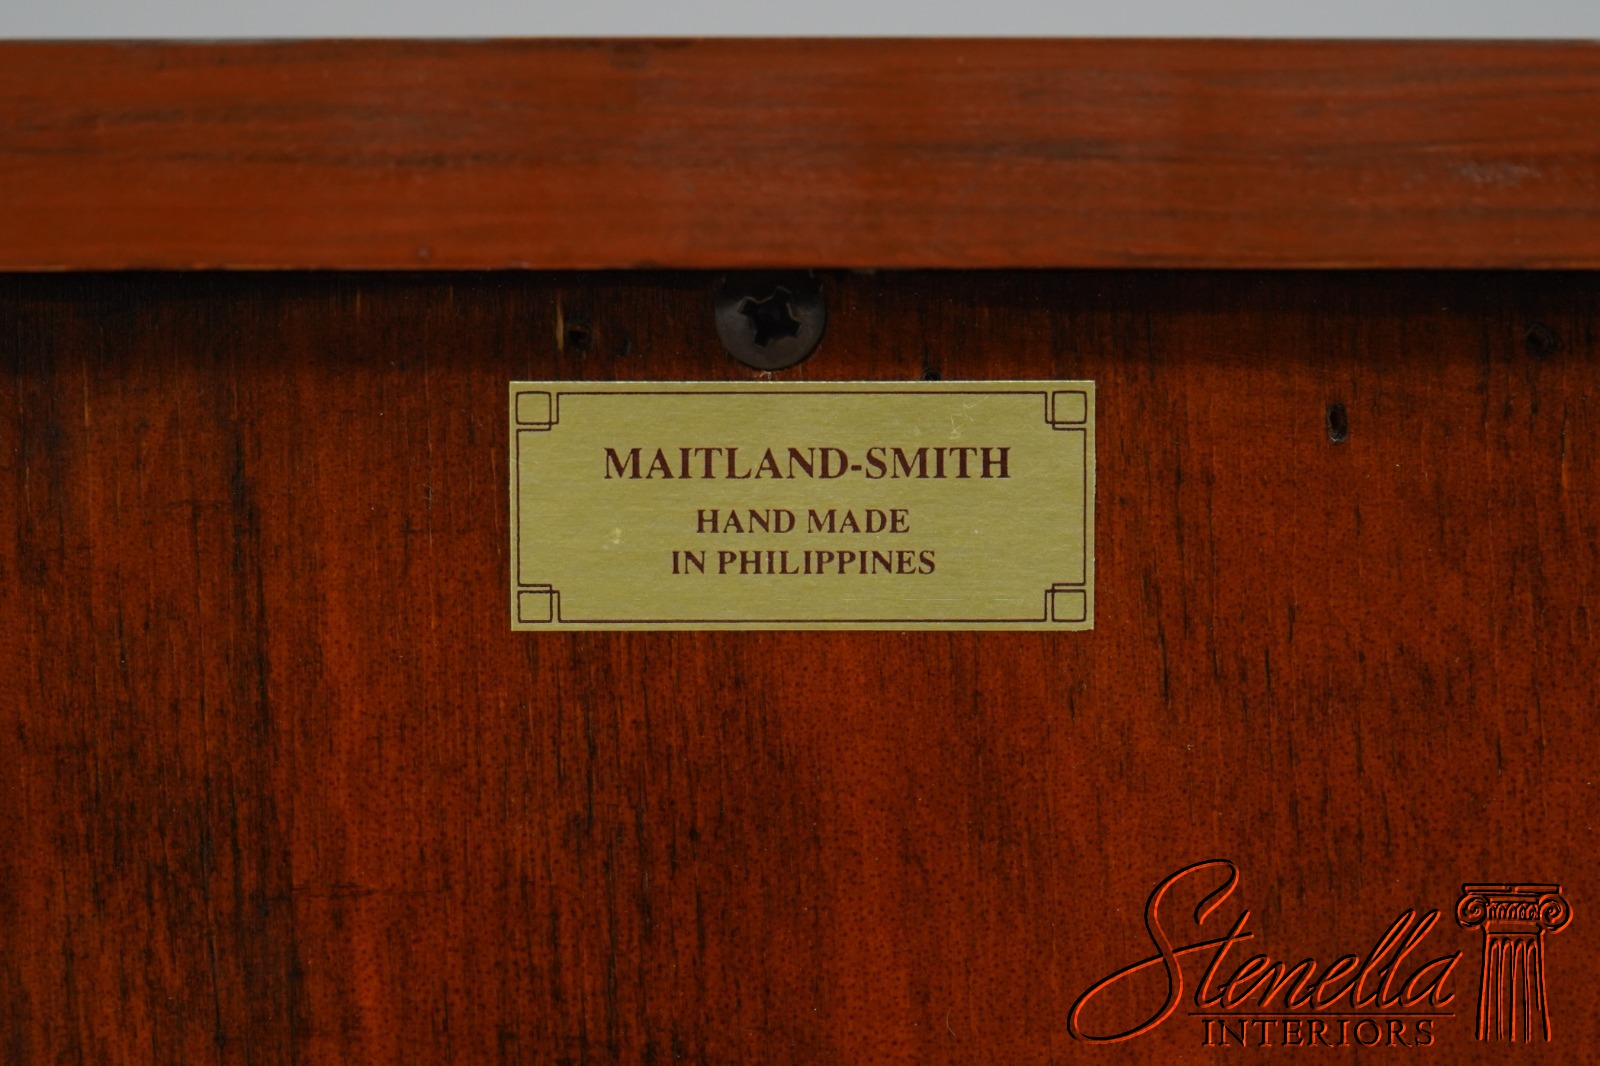 MAITLAND-SMITH
HAND MADE
IN PHILIPPINES
Stenella
INTERIORS